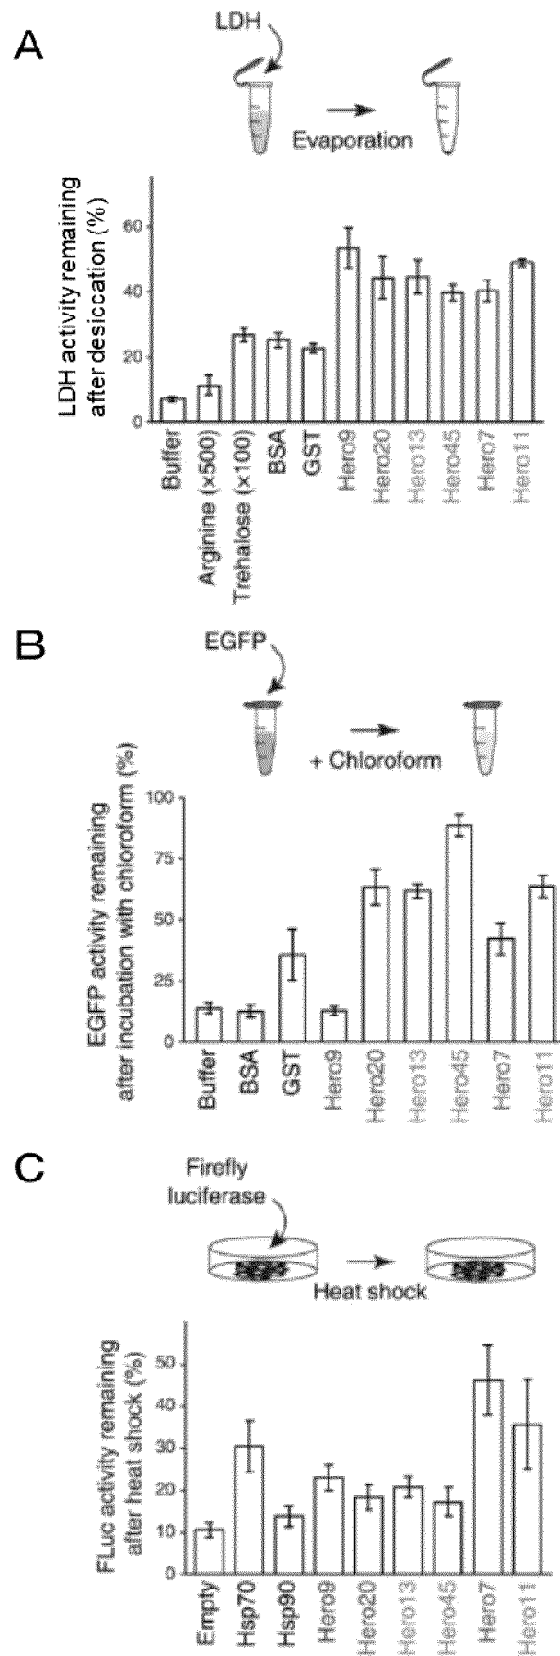 A
LDH
Evaporation
LDH activity remaining
after desiccation (%)
60
40
20
0
Buffer
Arginine (×500)
Trehalose (×100)
BSA
GST
Hero9
Hero20
Hero13
Hero45
Hero7
Hero11
B
EGFP
+ Chloroform
EGFP activity remaining
after incubation with chloroform (%)
100
75
50
25
0
Buffer
BSA
GST
Hero9
Hero20
Hero13
Hero45
Hero7
Hero11
C
Firefly
luciferase
Heat shock
FLuc activity remaining
after heat shock (%)
50
40
30
20
10
0
Empty
Hsp70
Hsp90
Hero9
Hero20
Hero13
Hero45
Hero7
Hero11